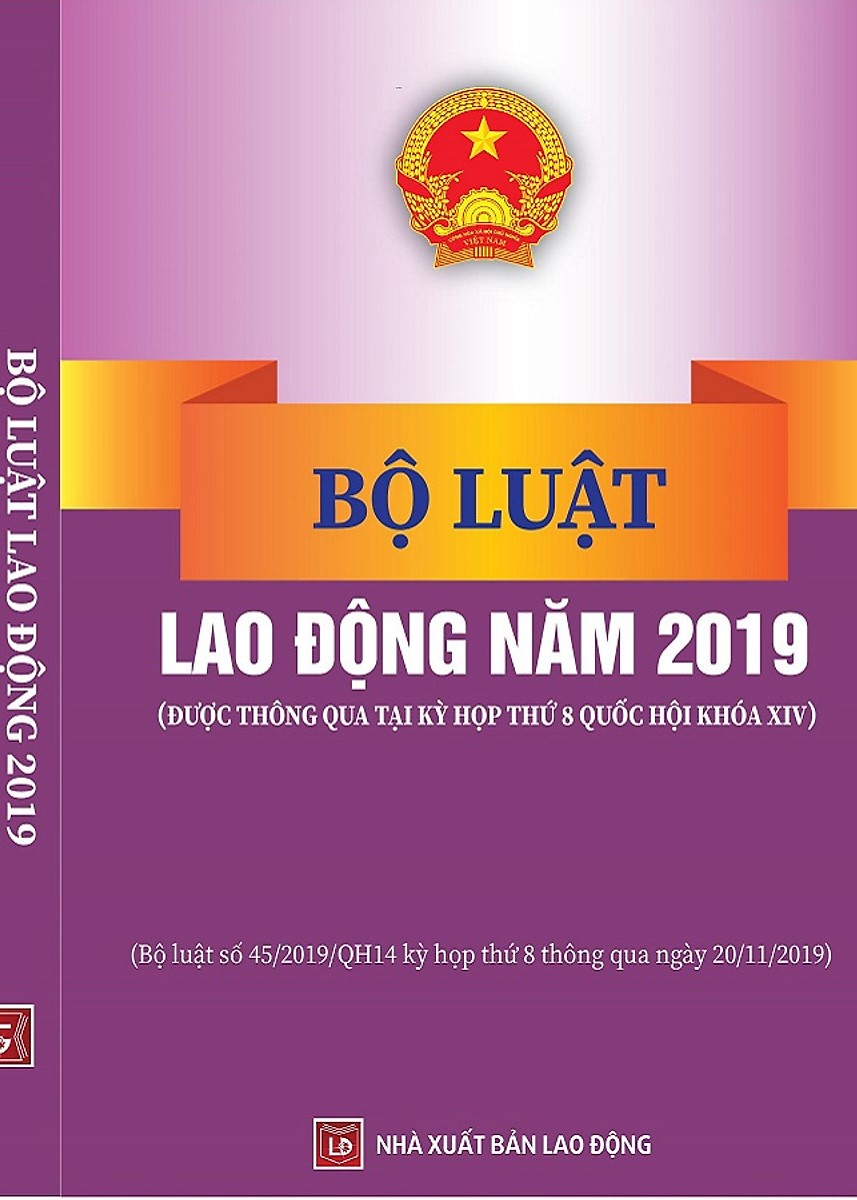 CỘNG HÒA XÃ HỘI CHỦ NGHĨA
VIỆT NAM
BỘ LUẬT
LAO ĐỘNG NĂM 2019
(ĐƯỢC THÔNG QUA TẠI KỲ HỌP THỨ 8 QUỐC HỘI KHÓA XIV)
(Bộ luật số 45/2019/QH14 kỳ họp thứ 8 thông qua ngày 20/11/2019)
LĐ NHÀ XUẤT BẢN LAO ĐỘNG
BỘ LUẬT LAO ĐỘNG 2019